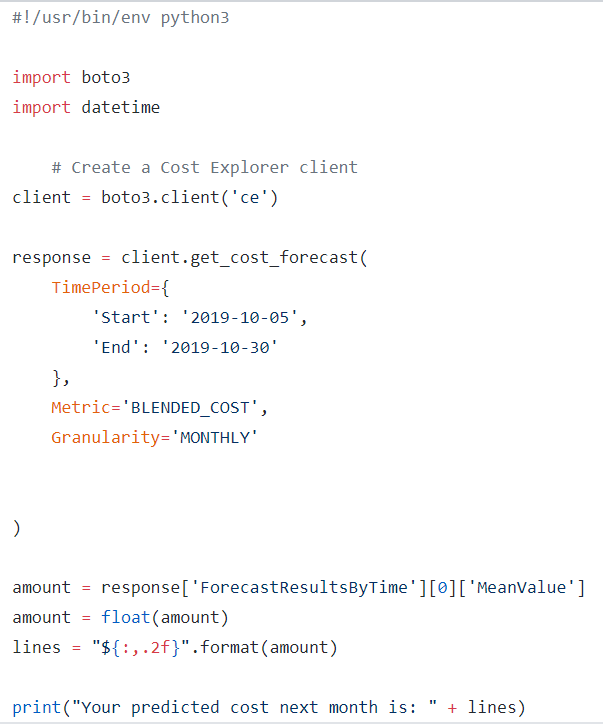 #!/usr/bin/env python3

import boto3
import datetime

    # Create a Cost Explorer client
client = boto3.client('ce')

response = client.get_cost_forecast(
    TimePeriod={
        'Start': '2019-10-05',
        'End': '2019-10-30'
    },
    Metric='BLENDED_COST',
    Granularity='MONTHLY'


)

amount = response['ForecastResultsByTime'][0]['MeanValue']
amount = float(amount)
lines = "${:,.2f}".format(amount)

print("Your predicted cost next month is: " + lines)